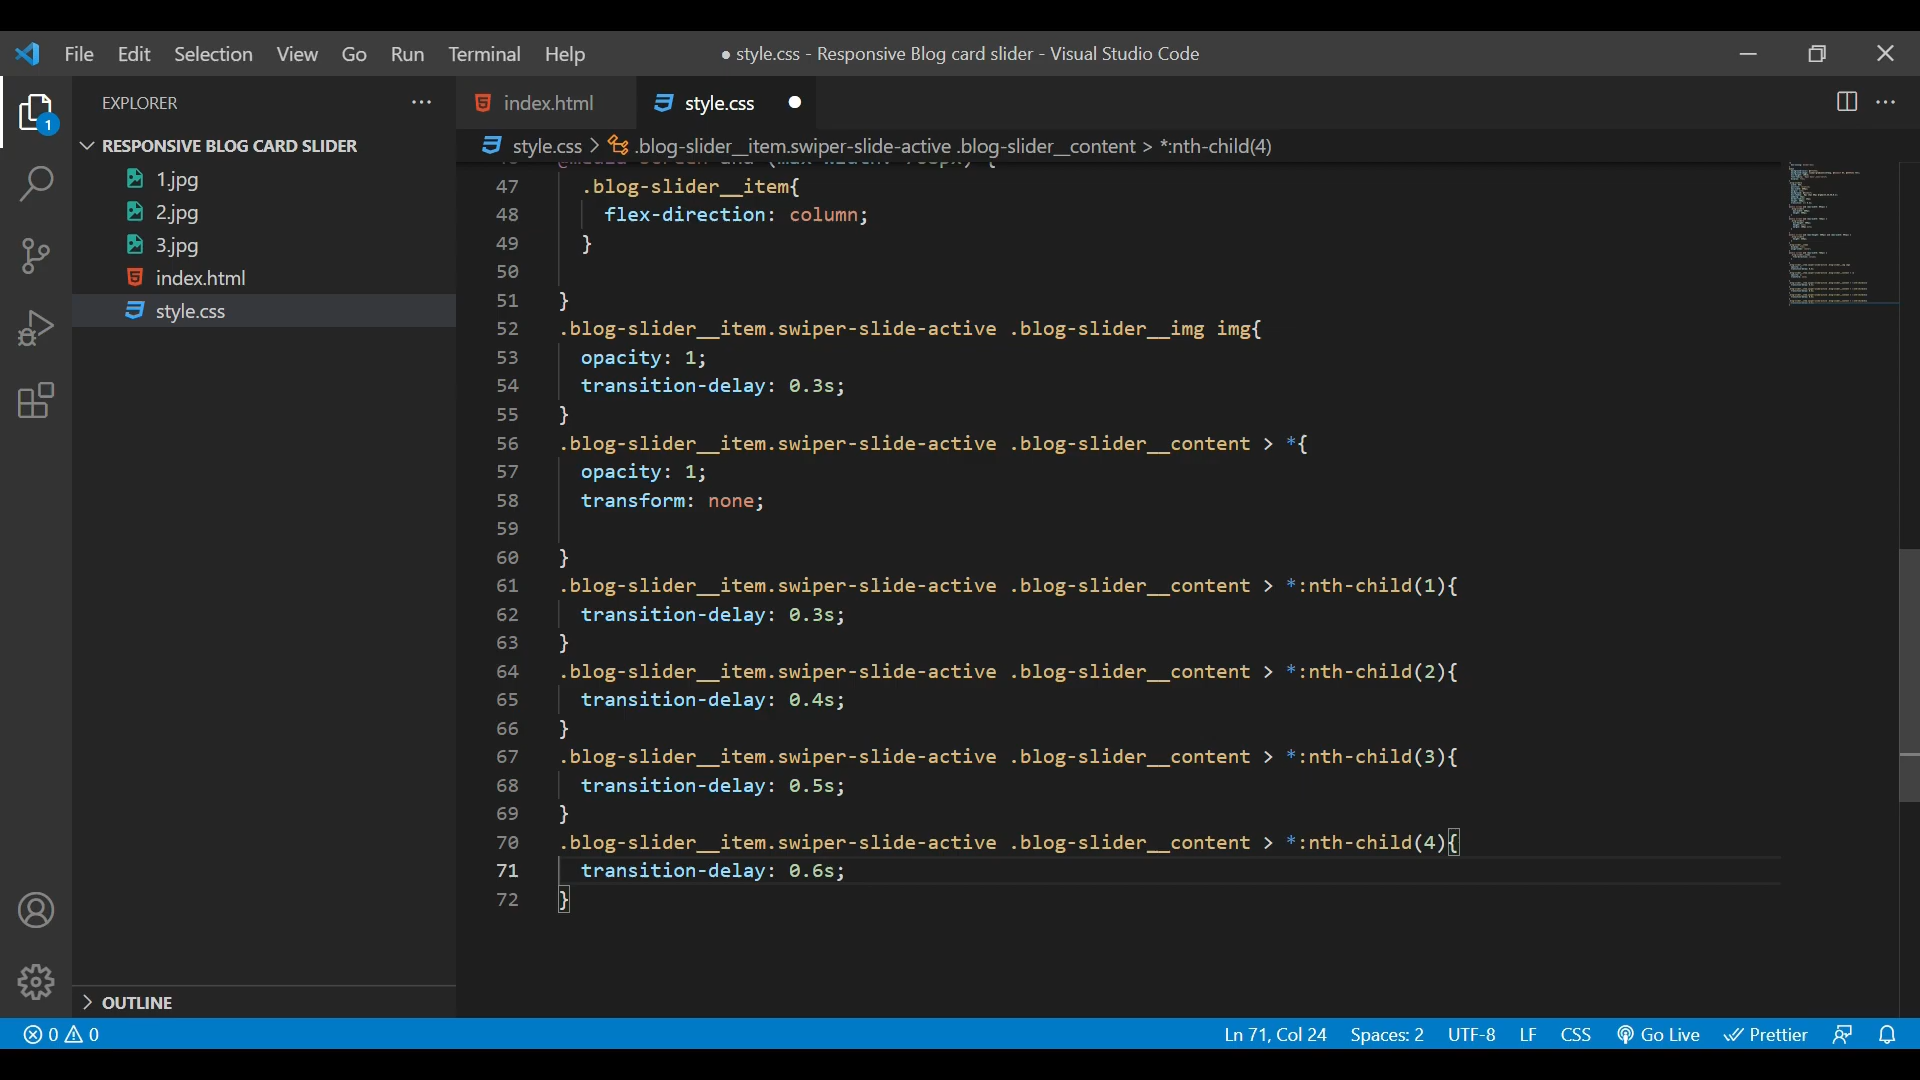 File Edit Selection View Go Run Terminal Help
● style.css - Responsive Blog card slider - Visual Studio Code
EXPLORER
RESPONSIVE BLOG CARD SLIDER
1.jpg
2.jpg
3.jpg
index.html
style.css
OUTLINE
1
index.html
style.css
style.css > .blog-slider__item.swiper-slide-active .blog-slider__content > *:nth-child(4)
47 .blog-slider__item{
48 flex-direction: column;
49 }
50
51 }
52 .blog-slider__item.swiper-slide-active .blog-slider__img img{
53 opacity: 1;
54 transition-delay: 0.3s;
55 }
56 .blog-slider__item.swiper-slide-active .blog-slider__content > *{
57 opacity: 1;
58 transform: none;
59
60 }
61 .blog-slider__item.swiper-slide-active .blog-slider__content > *:nth-child(1){
62 transition-delay: 0.3s;
63 }
64 .blog-slider__item.swiper-slide-active .blog-slider__content > *:nth-child(2){
65 transition-delay: 0.4s;
66 }
67 .blog-slider__item.swiper-slide-active .blog-slider__content > *:nth-child(3){
68 transition-delay: 0.5s;
69 }
70 .blog-slider__item.swiper-slide-active .blog-slider__content > *:nth-child(4){
71 transition-delay: 0.6s;
72 }
0 0
Ln 71, Col 24 Spaces: 2 UTF-8 LF CSS Go Live Prettier